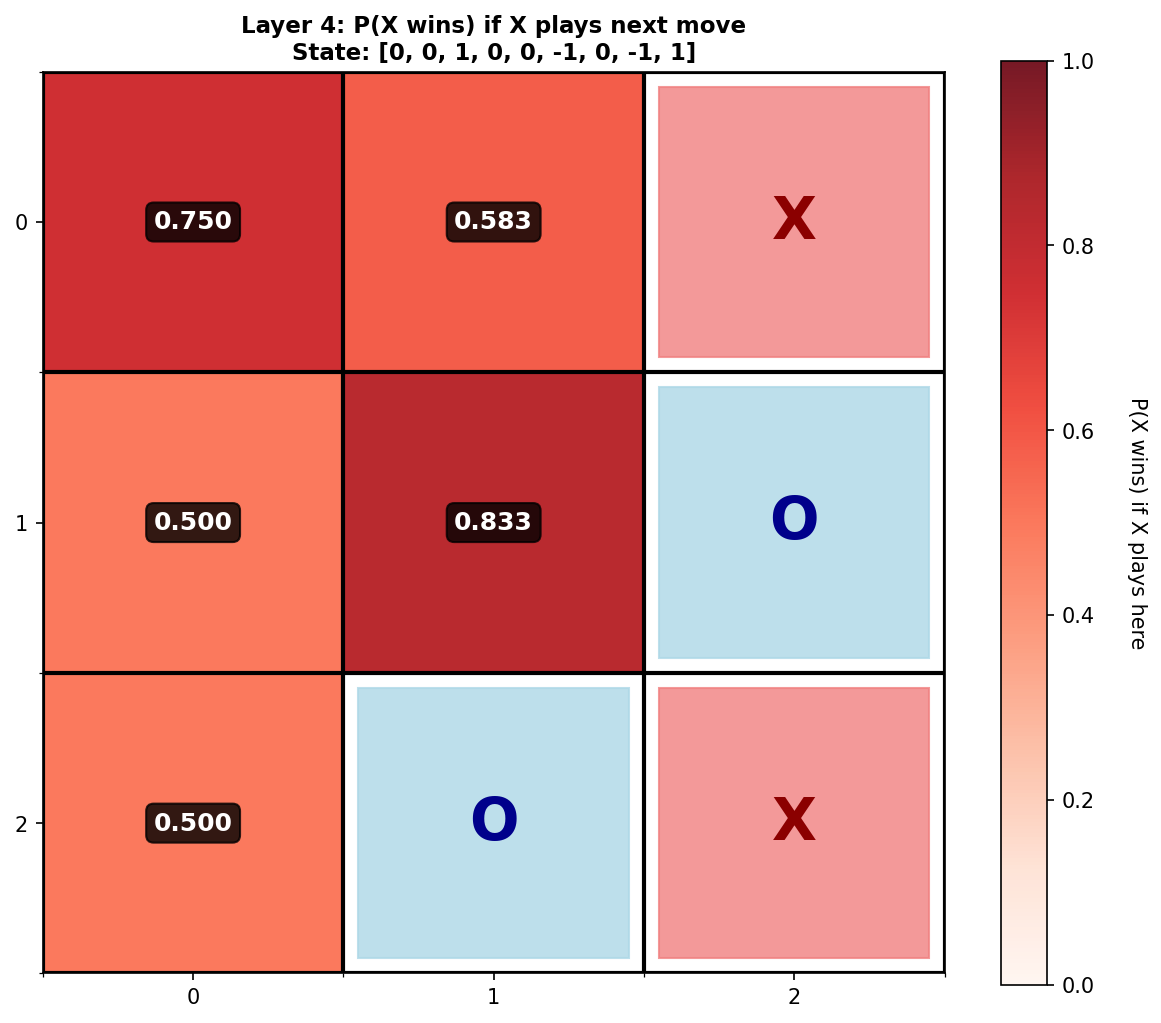 Layer 4: P(X wins) if X plays next move
State: [0, 0, 1, 0, 0, -1, 0, -1, 1]
0
0.750
0.583
X
1
0.500
0.833
O
2
0.500
O
X
0
1
2
1.0
0.8
0.6
0.4
0.2
0.0
P(X wins) if X plays here